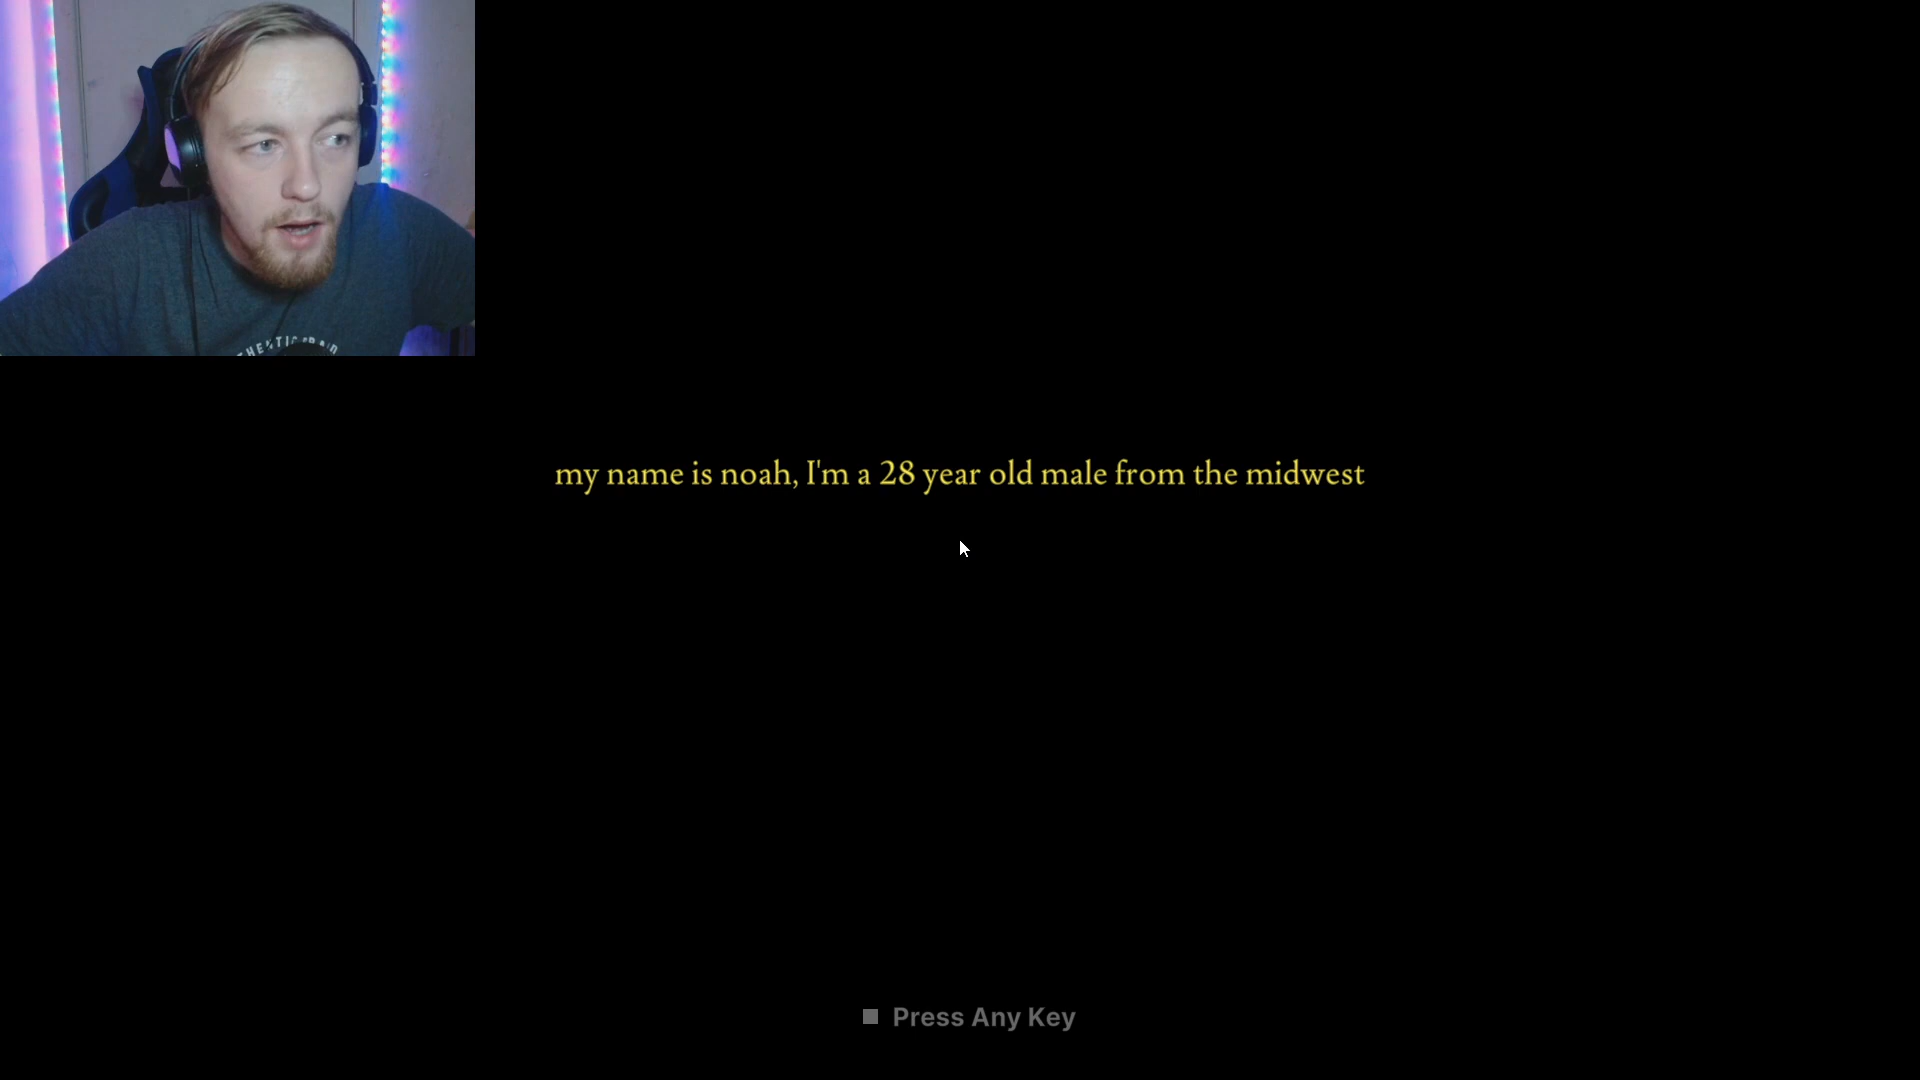 my name is noah, I'm a 28 year old male from the midwest
Press Any Key